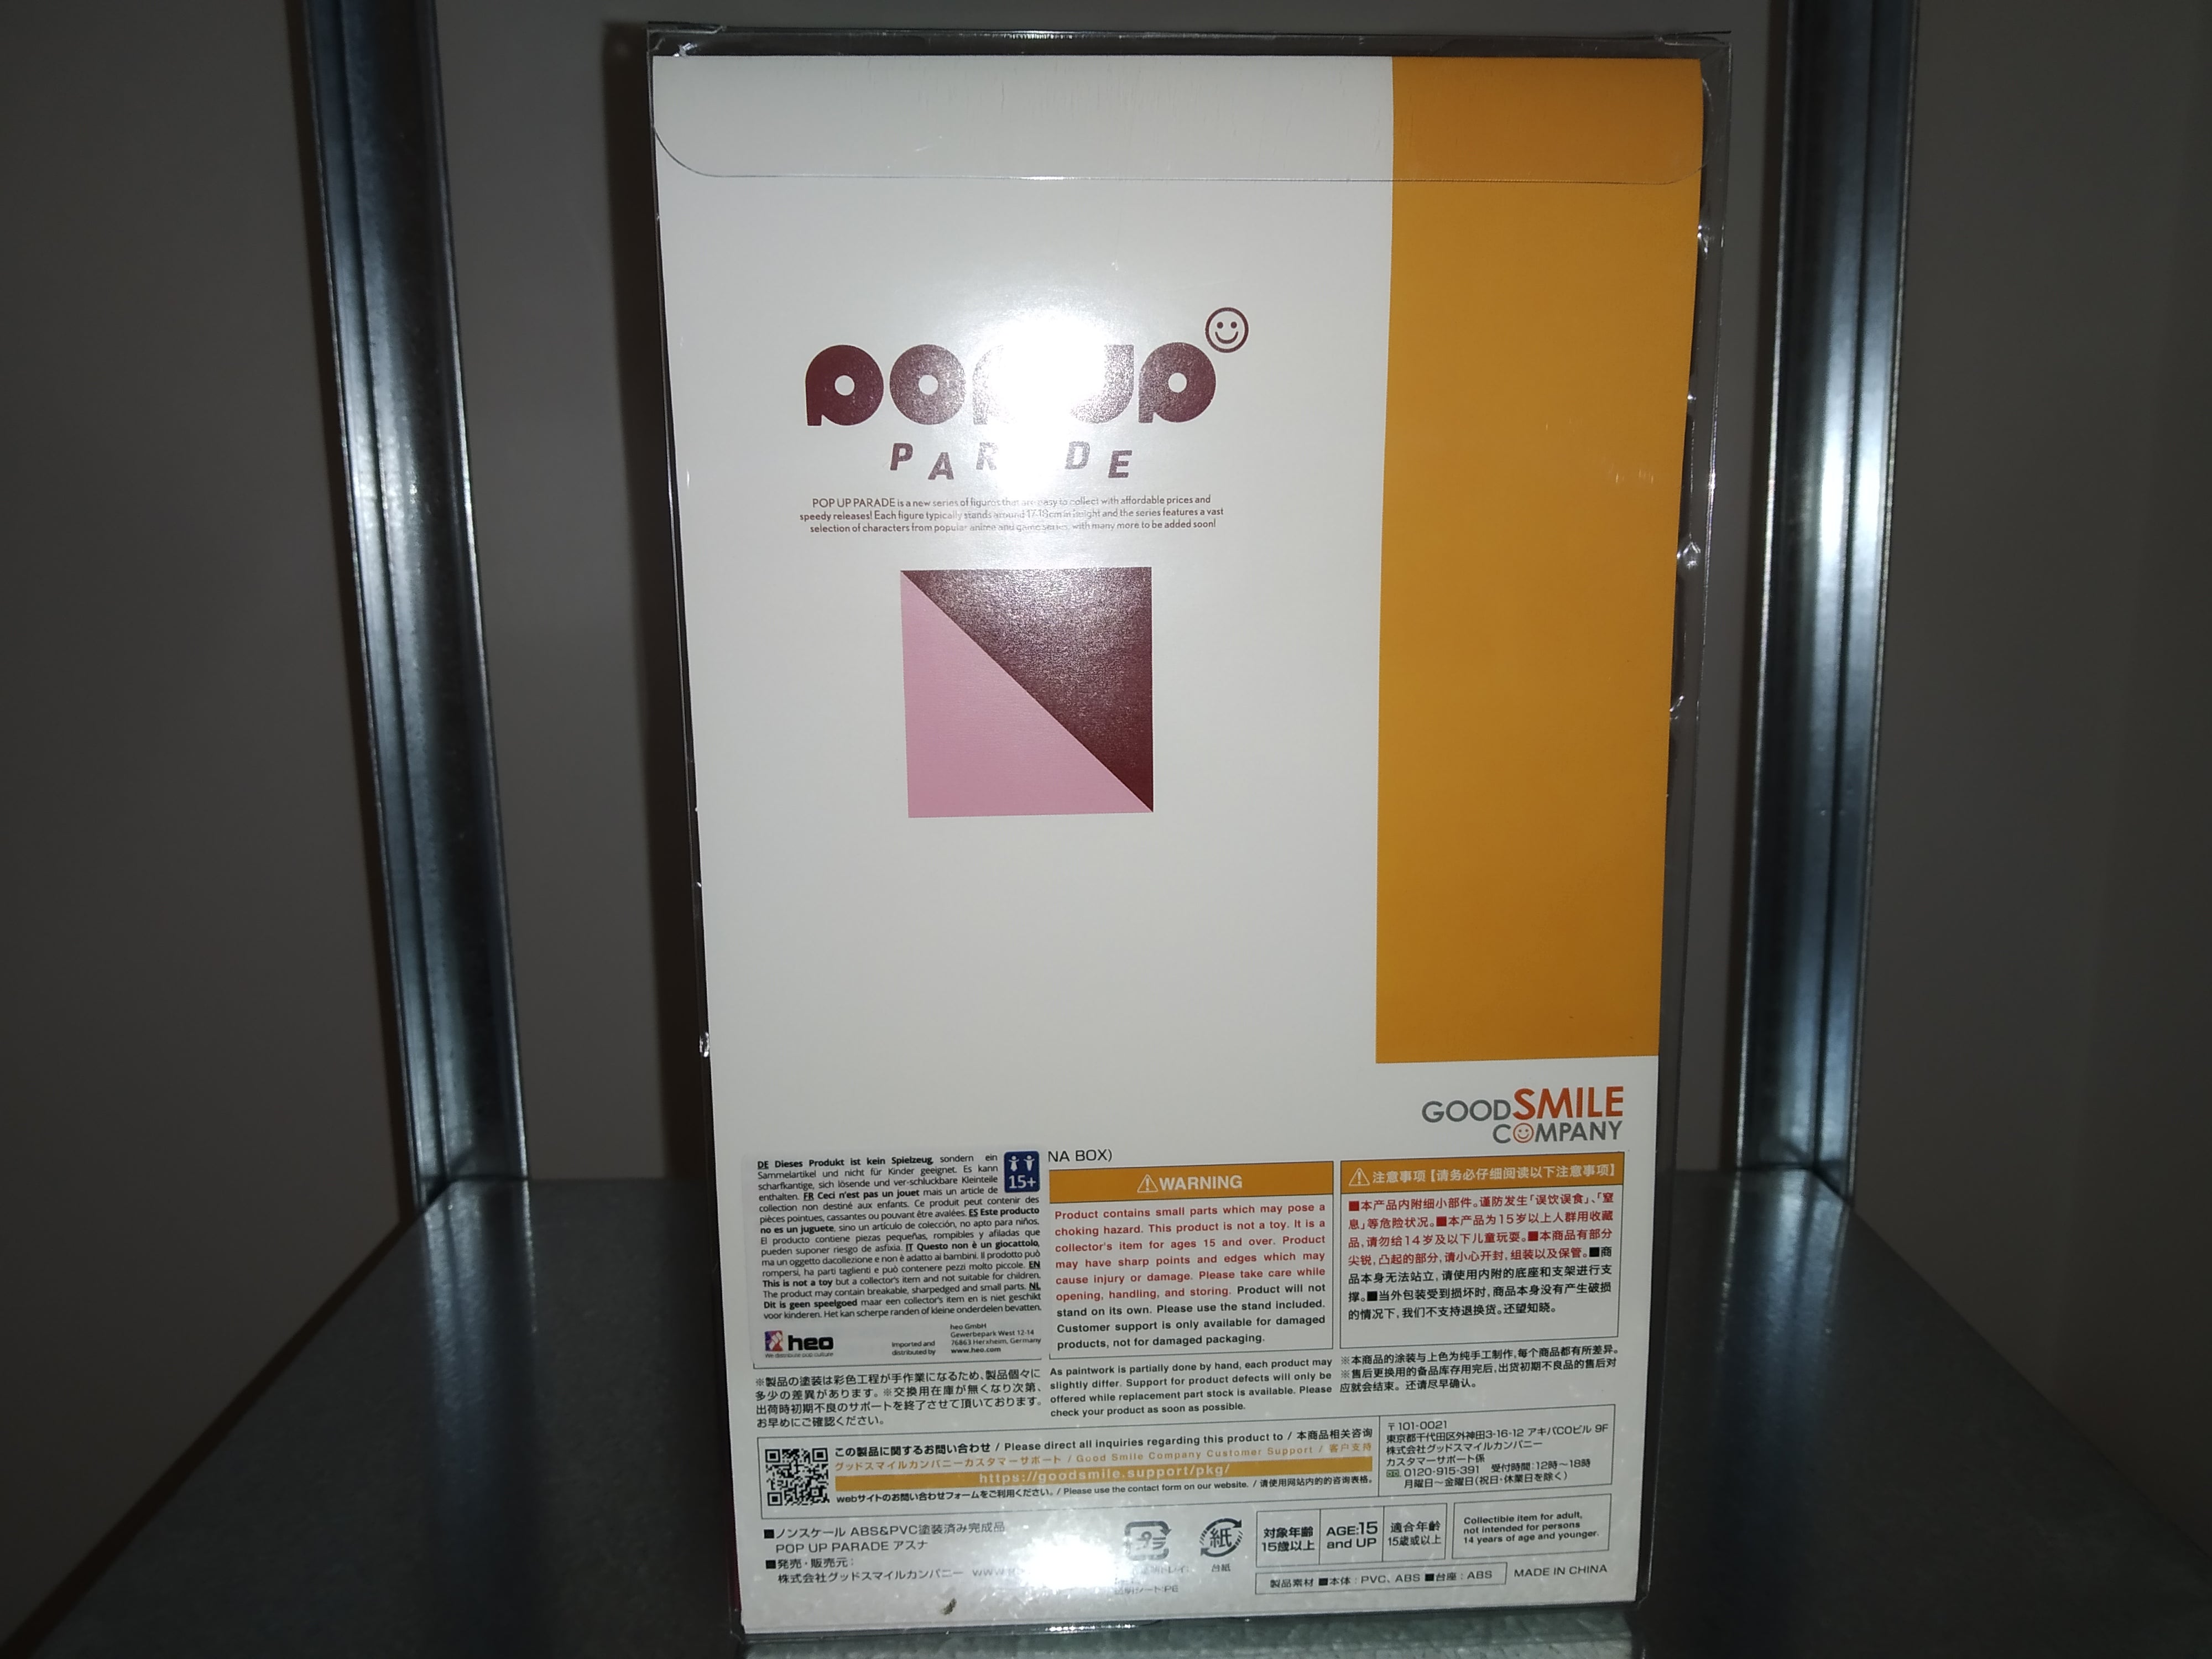 POP UP
PARADE
POP UP PARADE is a new series of figures that are easy to collect with affordable prices and
speedy releases! Each figure typically stands around 17-18cm in height and the series features a vast
selection of characters from popular anime and game series, with many more to be added soon!
GOODSMILE
COMPANY
DE Dieses Produkt ist kein Spielzeug, sondern ein
Sammelartikel und nicht für Kinder geeignet. Es kann
scharfkantige, sich lösende und ver-schluckbare Kleinteile
enthalten. FR Ceci n'est pas un jouet mais un article de
collection non destiné aux enfants. Ce produit peut contenir des
pièces pointues, cassantes ou pouvant être avalées. ES Este producto
no es un juguete, sino un artículo de colección, no apto para niños.
El producto contiene piezas pequeñas, rompibles y afiladas que
pueden suponer riesgo de asfixia. IT Questo non è un giocattolo,
ma un oggetto dacollezione e non è adatto ai bambini. Il prodotto può
rompersi, ha parti taglienti e può contenere pezzi molto piccole. EN
This is not a toy but a collector's item and not suitable for children.
The product may contain breakable, sharpedged and small parts. NL
Dit is geen speelgoed maar een collector's item en is niet geschikt
voor kinderen. Het kan scherpe randen of kleine onderdelen bevatten.
15+
heo
We distribute pop culture
Imported and
distributed by
heo GmbH
Gewerbepark West 12-14
76863 Herxheim, Germany
www.heo.com
NA BOX)
WARNING
Product contains small parts which may pose a
choking hazard. This product is not a toy. It is a
collector's item for ages 15 and over. Product
may have sharp points and edges which may
cause injury or damage. Please take care while
opening, handling, and storing. Product will not
stand on its own. Please use the stand included.
Customer support is only available for damaged
products, not for damaged packaging.
注意事项【请务必仔细阅读以下注意事项】
■本产品内附细小部件。谨防发生「误饮误食」、「窒
息」等危险状况。■本产品为15岁以上人群用收藏
品,请勿给14岁及以下儿童玩耍。■本商品有部分
尖锐,凸起的部分,请小心开封,组装以及保管。■商
品本身无法站立,请使用内附的底座和支架进行支
撑。■当外包装受到损坏时,商品本身没有产生破损
的情况下,我们不支持退换货。还望知晓。
※製品の塗装は彩色工程が手作業になるため、製品個々に
多少の差異があります。※交換用在庫が無くなり次第、
出荷時初期不良のサポートを終了させて頂いております。
お早めにご確認ください。
As paintwork is partially done by hand, each product may
slightly differ. Support for product defects will only be
offered while replacement part stock is available. Please
check your product as soon as possible.
※本商品的涂装与上色为纯手工制作,每个商品都有所差异。
※售后更换用的备品库存用完后,出货初期不良品的售后对
应就会结束。还请尽早确认。
この製品に関するお問い合わせ / Please direct all inquiries regarding this product to / 本商品相关咨询
グッドスマイルカンパニーカスタマーサポート / Good Smile Company Customer Support / 客户支持
https://goodsmile.support/pkg/
webサイトのお問い合わせフォームをご利用ください。/ Please use the contact form on our website. / 请使用网站内的的咨询表格。
〒101-0021
東京都千代田区外神田3-16-12 アキバCOビル 9F
株式会社グッドスマイルカンパニー
カスタマーサポート係
0120-915-391 受付時間:12時〜18時
月曜日〜金曜日(祝日・休業日を除く)
■ノンスケール ABS&PVC塗装済み完成品
POP UP PARADE アスナ
■発売・販売元:
株式会社グッドスマイルカンパニー
プラ
紙
台紙
対象年齢
15歳以上
AGE:15
and UP
適合年齢
15歲或以上
Collectible item for adult,
not intended for persons
14 years of age and younger.
製品素材 ■本体:PVC、ABS ■台座:ABS
MADE IN CHINA